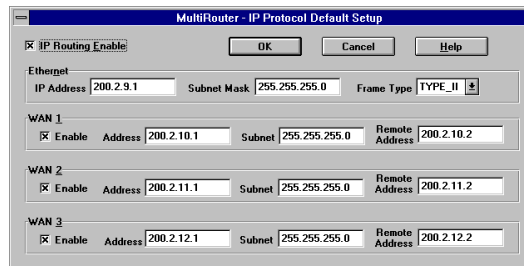 MultiRouter - IP Protocol Default Setup
IP Routing Enable OK Cancel Help
Ethernet
IP Address 200.2.9.1 Subnet Mask 255.255.255.0 Frame Type TYPE_II
WAN 1
Enable Address 200.2.10.1 Subnet 255.255.255.0 Remote Address 200.2.10.2
WAN 2
Enable Address 200.2.11.1 Subnet 255.255.255.0 Remote Address 200.2.11.2
WAN 3
Enable Address 200.2.12.1 Subnet 255.255.255.0 Remote Address 200.2.12.2